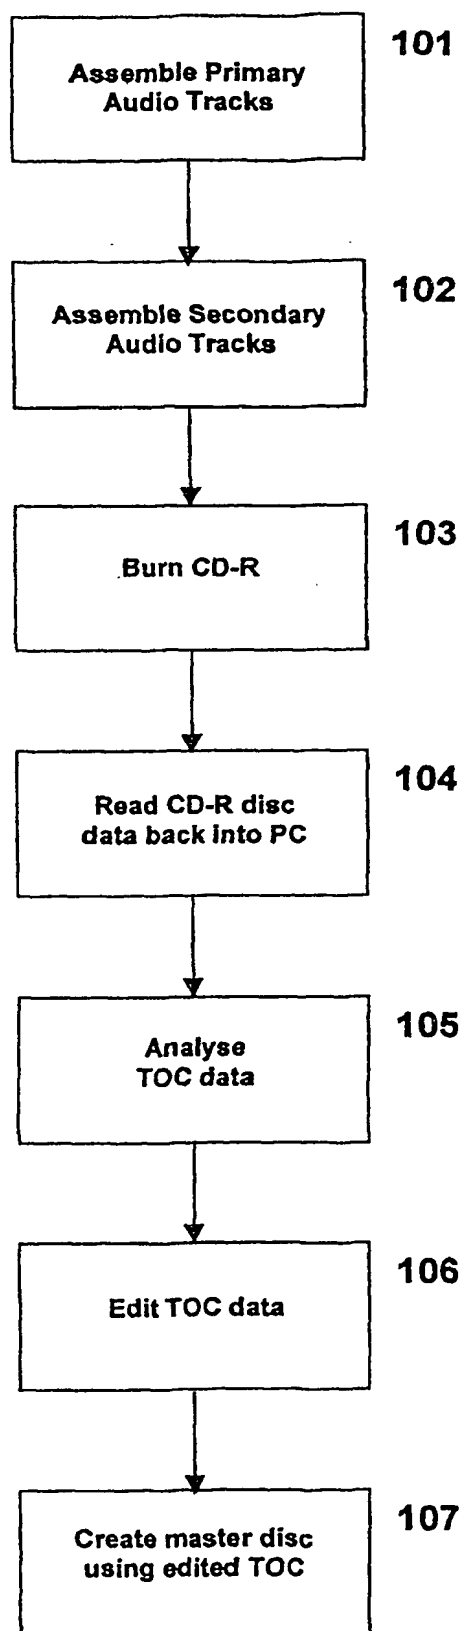 101
Assemble Primary
Audio Tracks
102
Assemble Secondary
Audio Tracks
103
Burn CD-R
104
Read CD-R disc
data back into PC
105
Analyse
TOC data
106
Edit TOC data
107
Create master disc
using edited TOC